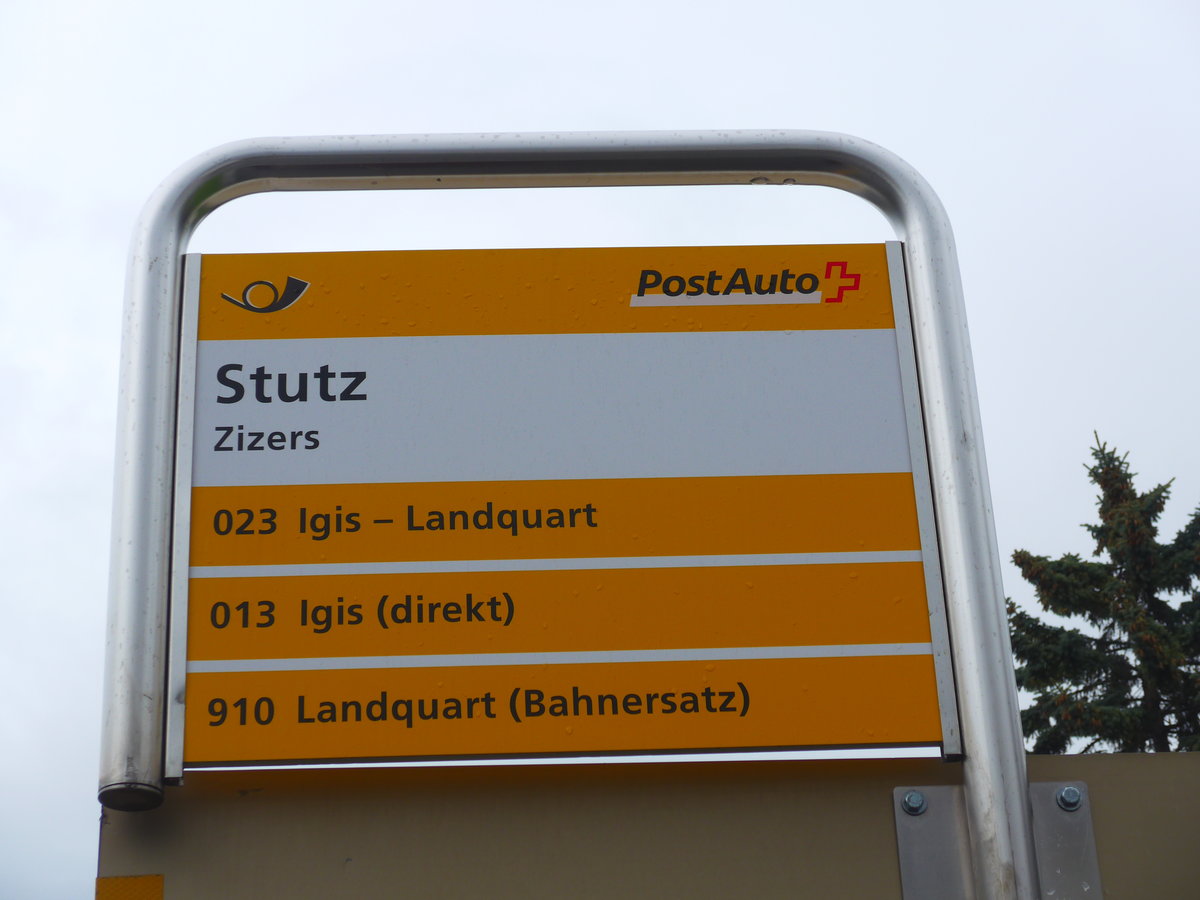 PostAuto
Stutz
Zizers
023 Igis – Landquart
013 Igis (direkt)
910 Landquart (Bahnersatz)